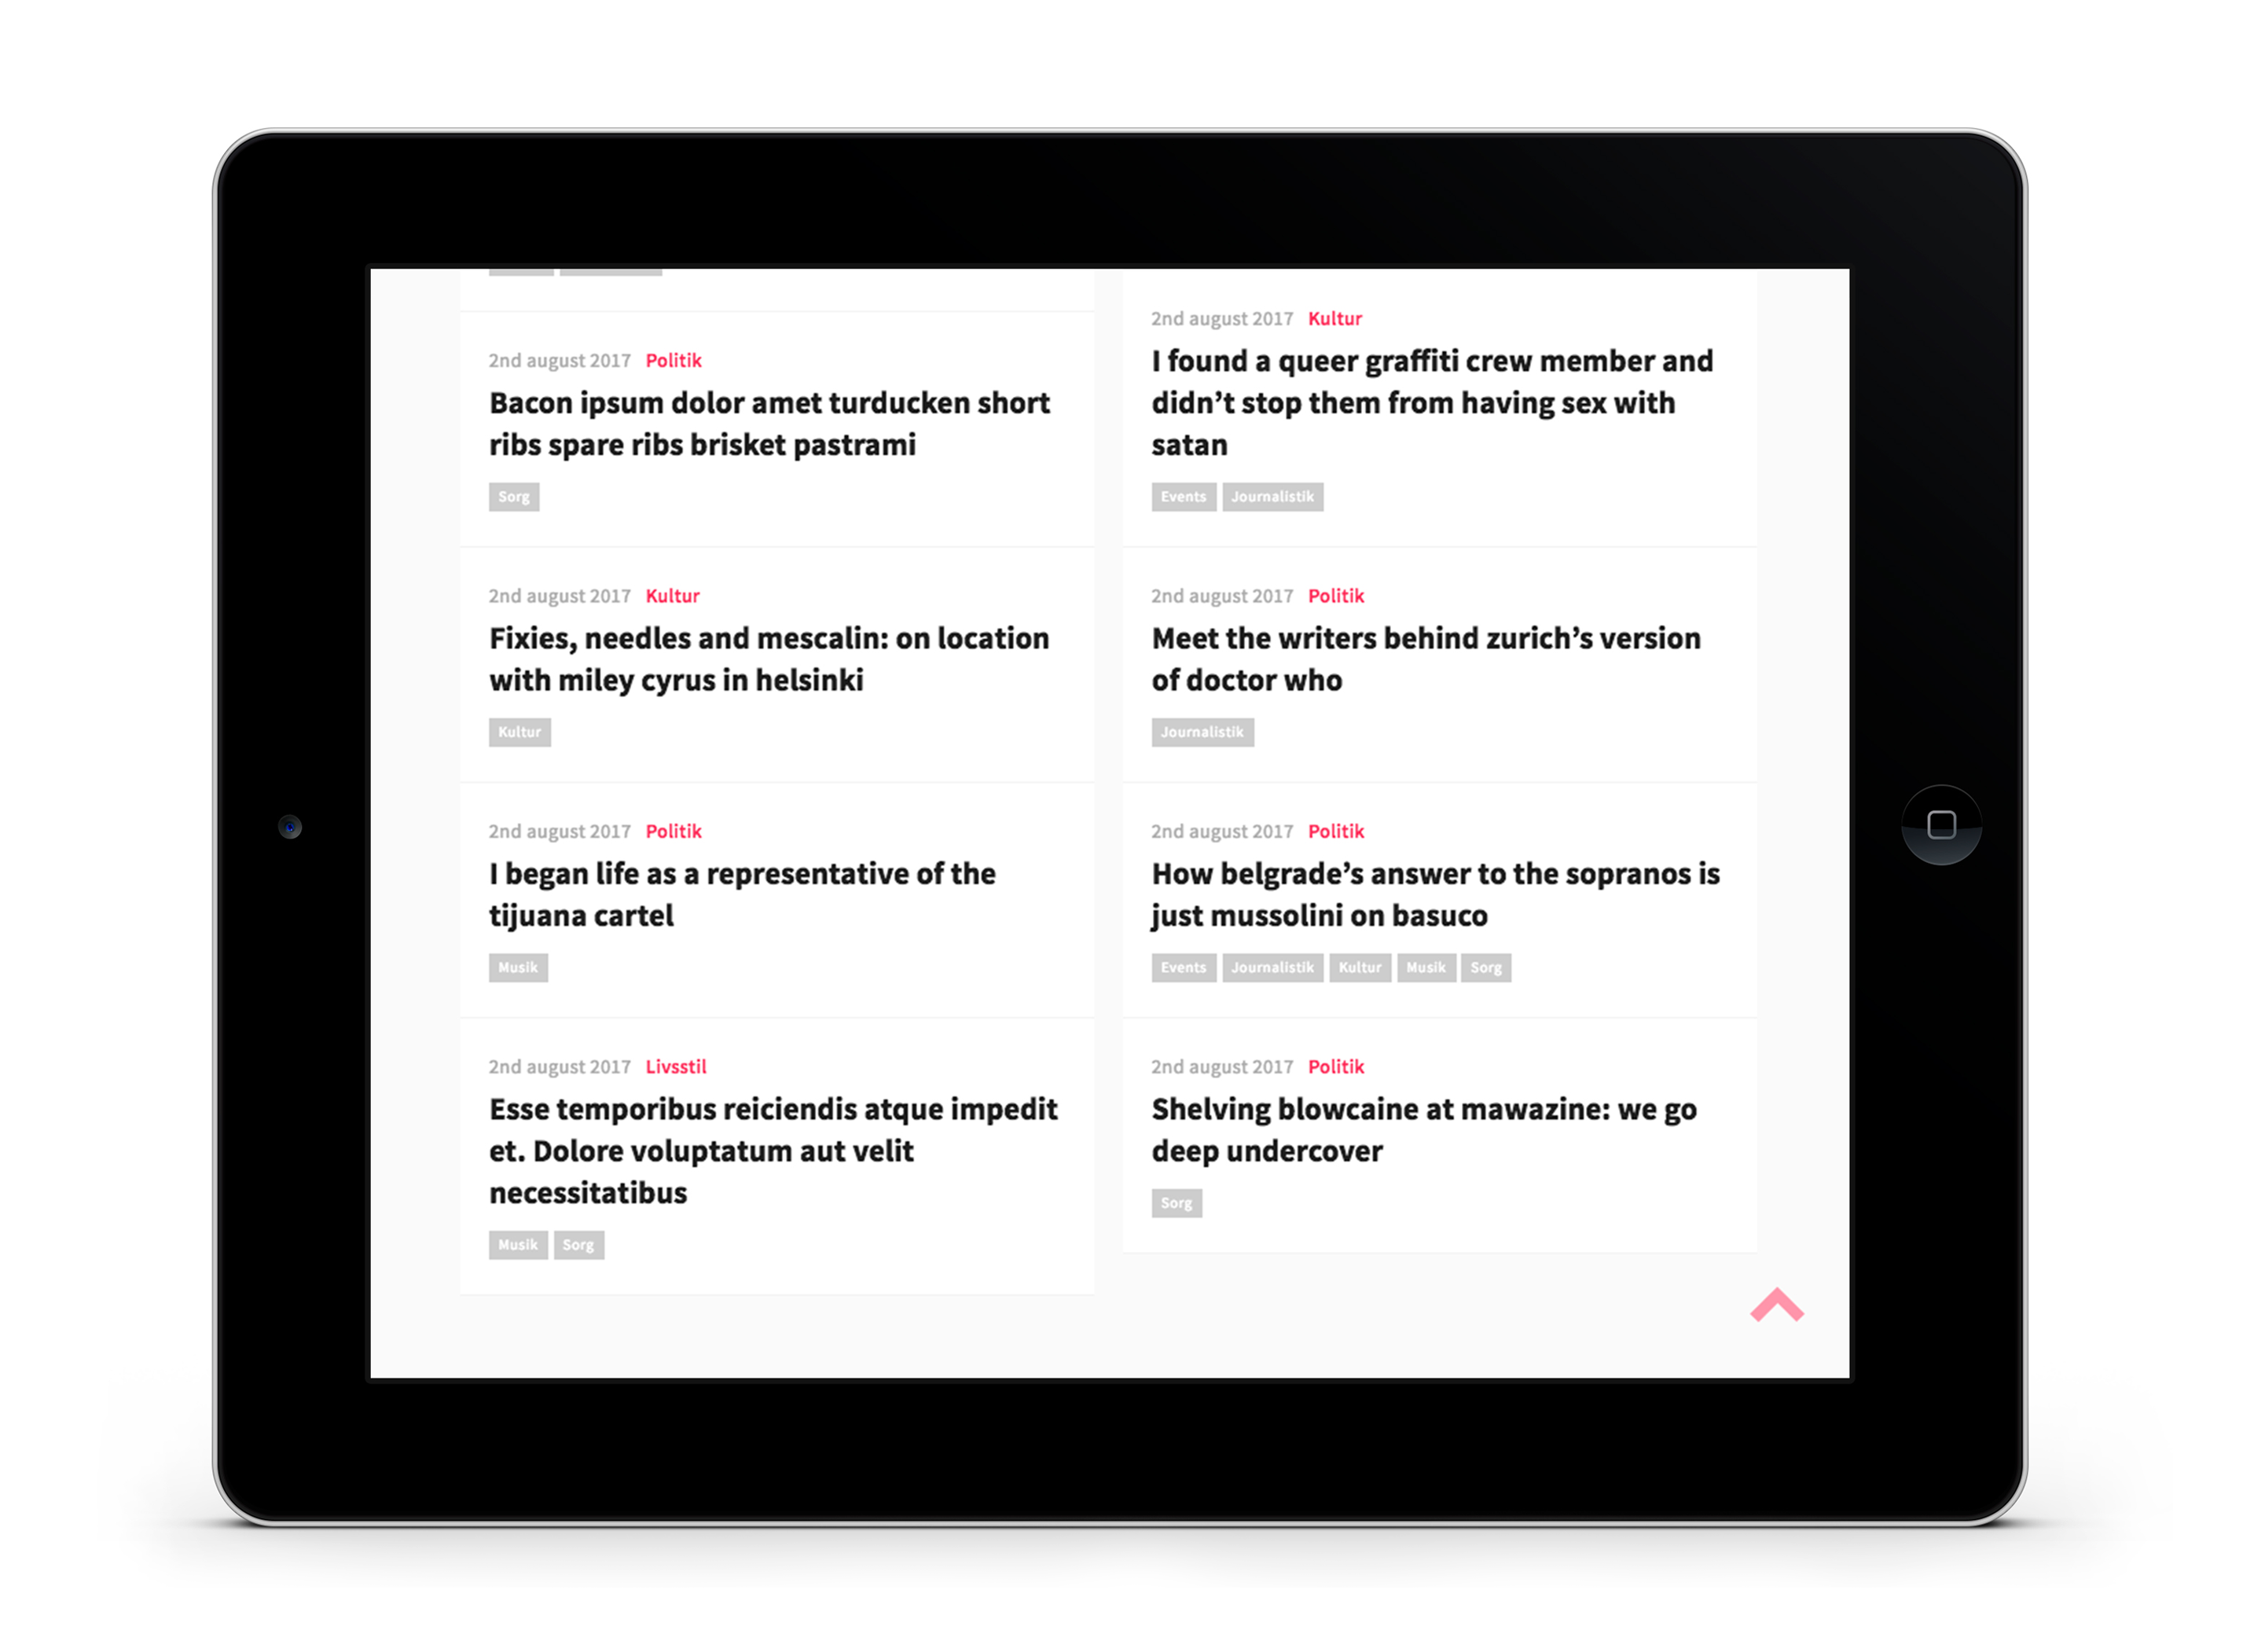 2nd august 2017 Politik
Bacon ipsum dolor amet turducken short
ribs spare ribs brisket pastrami
Sorg
2nd august 2017 Kultur
Fixies, needles and mescalin: on location
with miley cyrus in helsinki
Kultur
2nd august 2017 Politik
I began life as a representative of the
tijuana cartel
Musik
2nd august 2017 Livsstil
Esse temporibus reiciendis atque impedit
et. Dolore voluptatum aut velit
necessitatibus
Musik Sorg
2nd august 2017 Kultur
I found a queer graffiti crew member and
didn’t stop them from having sex with
satan
Events Journalistik
2nd august 2017 Politik
Meet the writers behind zurich’s version
of doctor who
Journalistik
2nd august 2017 Politik
How belgrade’s answer to the sopranos is
just mussolini on basuco
Events Journalistik Kultur Musik Sorg
2nd august 2017 Politik
Shelving blowcaine at mawazine: we go
deep undercover
Sorg